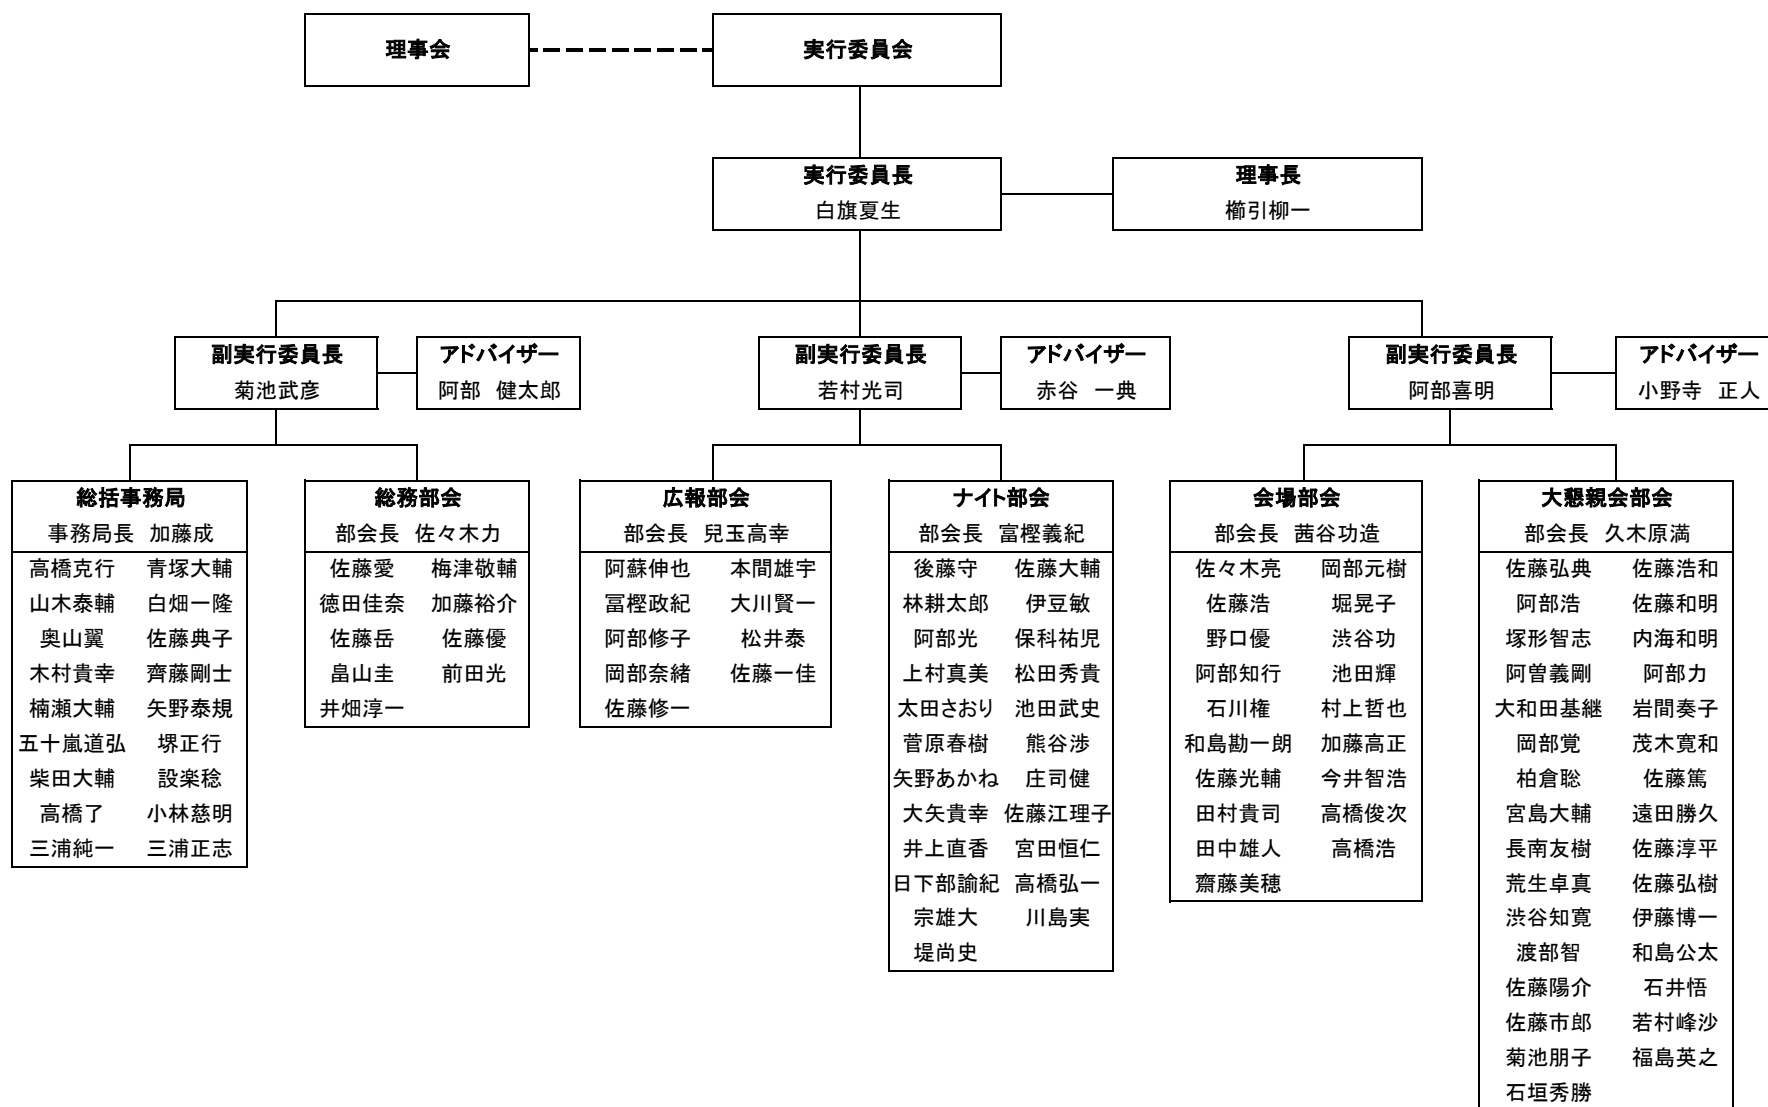 理事会
実行委員会
実行委員長
白旗夏生
理事長
櫛引柳一
副実行委員長
菊池武彦
アドバイザー
阿部 健太郎
副実行委員長
若村光司
アドバイザー
赤谷 一典
副実行委員長
阿部喜明
アドバイザー
小野寺 正人
総括事務局
事務局長 加藤成
高橋克行 青塚大輔
山木泰輔 白畑一隆
奥山翼 佐藤典子
木村貴幸 齊藤剛士
楠瀬大輔 矢野泰規
五十嵐道弘 堺正行
柴田大輔 設楽稔
高橋了 小林慈明
三浦純一 三浦正志
総務部会
部会長 佐々木力
佐藤愛 梅津敬輔
徳田佳奈 加藤裕介
佐藤岳 佐藤優
畠山圭 前田光
井畑淳一
広報部会
部会長 兒玉高幸
阿蘇伸也 本間雄宇
冨樫政紀 大川賢一
阿部修子 松井泰
岡部奈緒 佐藤一佳
佐藤修一
ナイト部会
部会長 富樫義紀
後藤守 佐藤大輔
林耕太郎 伊豆敏
阿部光 保科祐児
上村真美 松田秀貴
太田さおり 池田武史
菅原春樹 熊谷渉
矢野あかね 庄司健
大矢貴幸 佐藤江理子
井上直香 宮田恒仁
日下部諭紀 高橋弘一
宗雄大 川島実
堤尚史
会場部会
部会長 茜谷功造
佐々木亮 岡部元樹
佐藤浩 堀晃子
野口優 渋谷功
阿部知行 池田輝
石川権 村上哲也
和島勘一朗 加藤高正
佐藤光輔 今井智浩
田村貴司 高橋俊次
田中雄人 高橋浩
齋藤美穂
大懇親会部会
部会長 久木原満
佐藤弘典 佐藤浩和
阿部浩 佐藤和明
塚形智志 内海和明
阿曽義剛 阿部力
大和田基継 岩間奏子
岡部覚 茂木寛和
柏倉聡 佐藤篤
宮島大輔 遠田勝久
長南友樹 佐藤淳平
荒生卓真 佐藤弘樹
渋谷知寛 伊藤博一
渡部智 和島公太
佐藤陽介 石井悟
佐藤市郎 若村峰沙
菊池朋子 福島英之
石垣秀勝